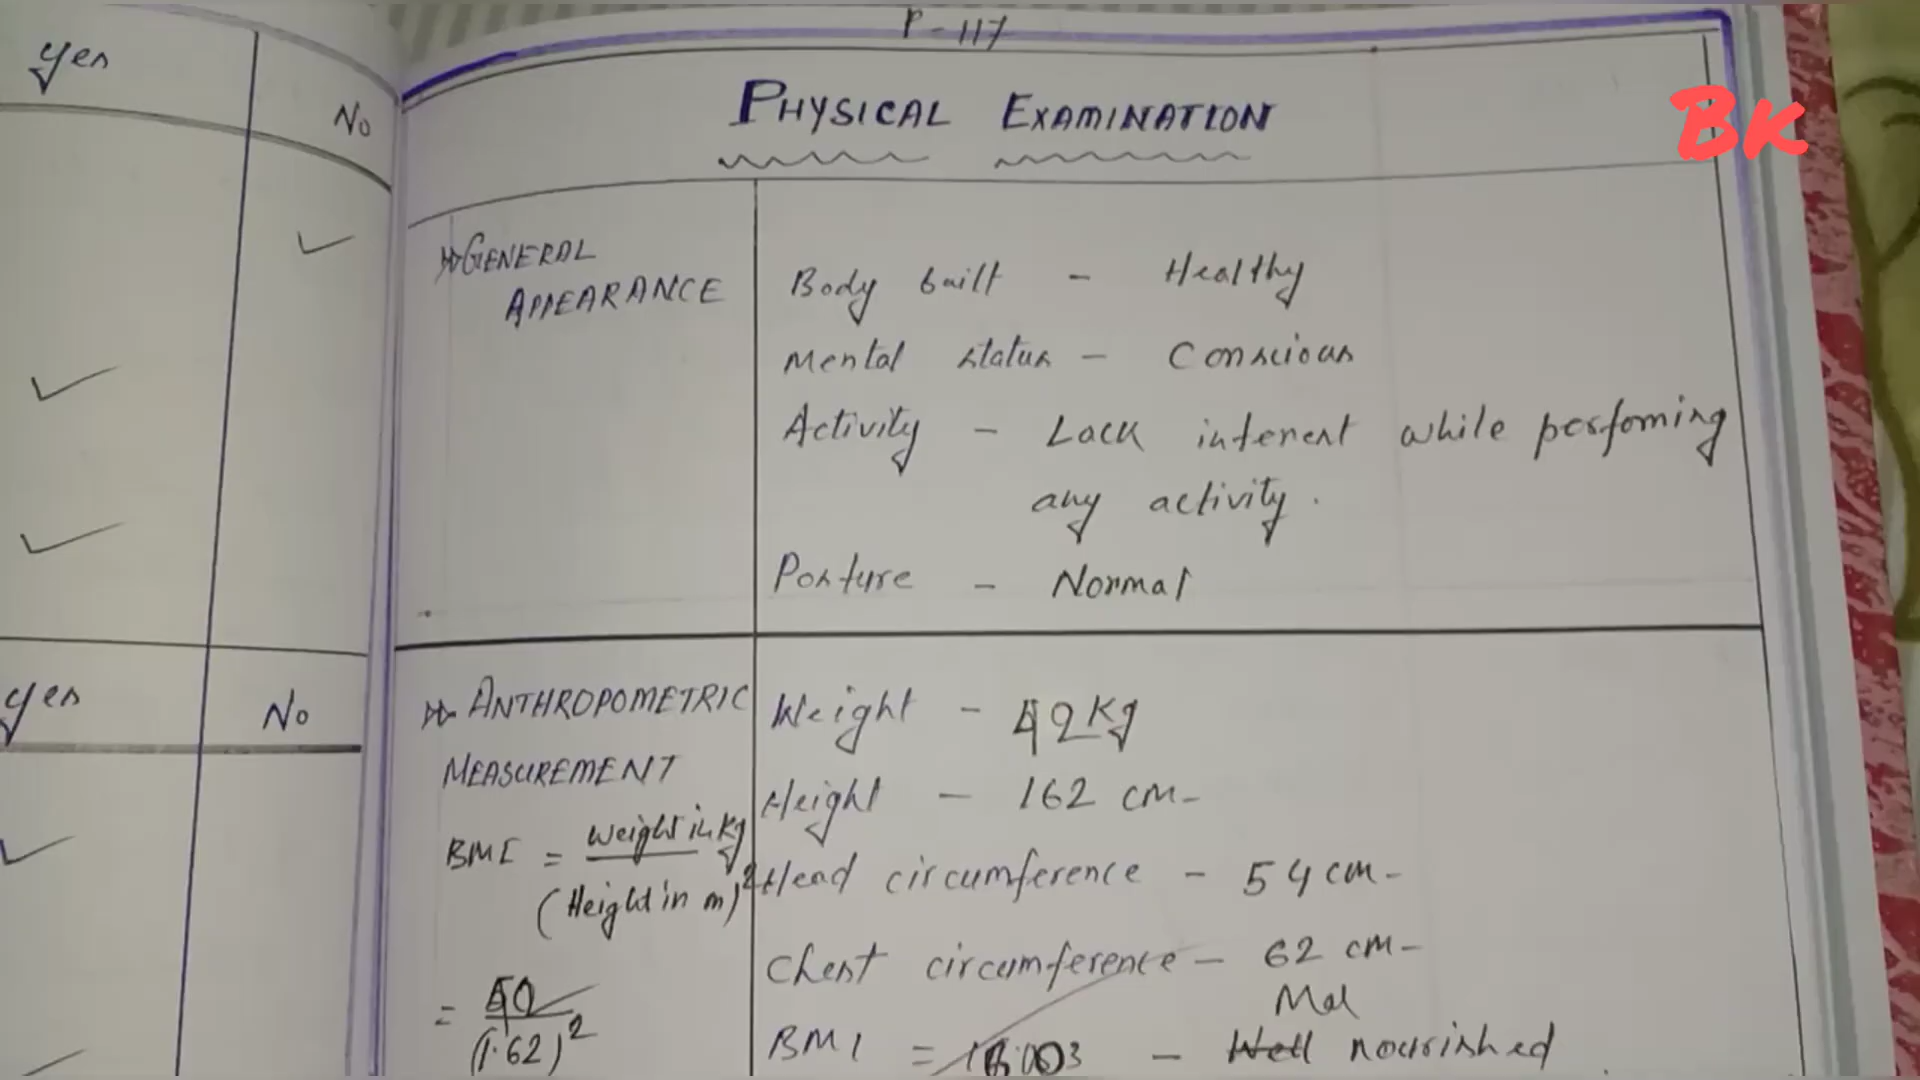 P-117
yes
No
PHYSICAL EXAMINATION
BK
GENERAL
APPEARANCE
Body built - Healthy
Mental status - Conscious
Activity - Lack interest while perfoming
any activity.
Posture - Normal
yes
No
ANTHROPOMETRIC
MEASUREMENT
BMI = weight in kg
(Height in m)²
=
(1.62)²
Weight - 42 Kg
Height - 162 cm-
Head circumference - 54 cm-
Chest circumference - 62 cm-
Mal
BMI = - Well nourished